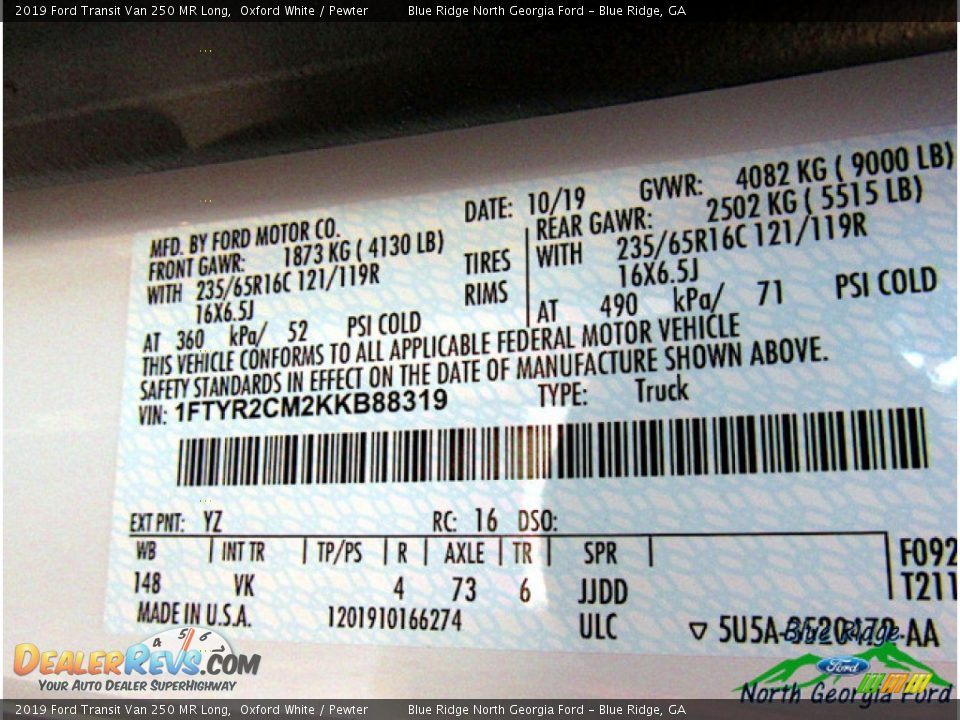 2019 Ford Transit Van 250 MR Long, Oxford White / Pewter Blue Ridge North Georgia Ford - Blue Ridge, GA
MFD. BY FORD MOTOR CO. DATE: 10/19 GVWR: 4082 KG ( 9000 LB)
FRONT GAWR: 1873 KG ( 4130 LB) REAR GAWR: 2502 KG ( 5515 LB)
WITH 235/65R16C 121/119R TIRES WITH 235/65R16C 121/119R
16X6.5J RIMS 16X6.5J
AT 360 kPa/ 52 PSI COLD AT 490 kPa/ 71 PSI COLD
THIS VEHICLE CONFORMS TO ALL APPLICABLE FEDERAL MOTOR VEHICLE
SAFETY STANDARDS IN EFFECT ON THE DATE OF MANUFACTURE SHOWN ABOVE.
VIN: 1FTYR2CM2KKB88319 TYPE: Truck
EXT PNT: YZ RC: 16 DSO:
WB INT TR TP/PS R AXLE TR SPR F092
148 VK 4 73 6 JJDD T211
MADE IN U.S.A. 1201910166274 ULC 5U5A-3520472-AA
4 5 6
DEALERREVS.COM
YOUR AUTO DEALER SUPERHIGHWAY
Blue Ridge
Ford
North Georgia Ford
2019 Ford Transit Van 250 MR Long, Oxford White / Pewter Blue Ridge North Georgia Ford - Blue Ridge, GA